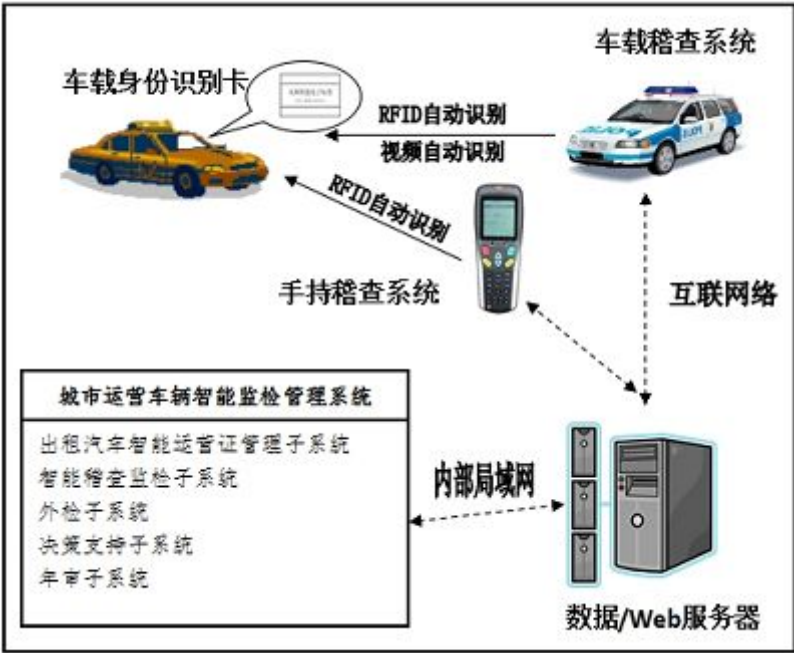 车载稽查系统
车载身份识别卡
RFID自动识别
视频自动识别
RFID自动识别
手持稽查系统
互联网络
城市运营车辆智能监检管理系统
出租汽车智能运营证管理子系统
智能稽查监检子系统
外检子系统
决策支持子系统
年审子系统
内部局域网
数据/Web服务器